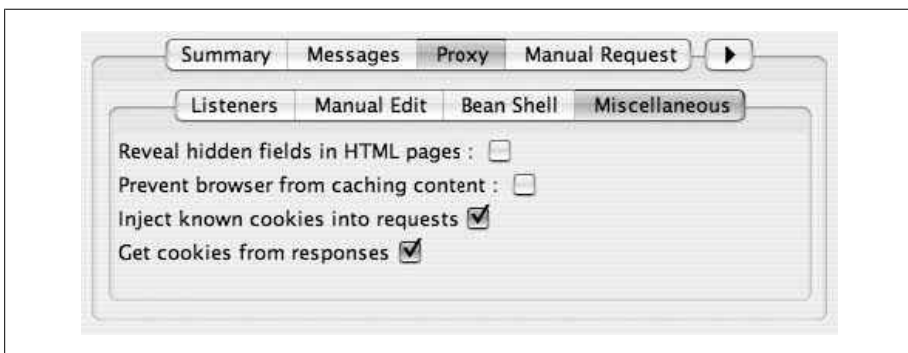 Summary Messages Proxy Manual Request
Listeners Manual Edit Bean Shell Miscellaneous
Reveal hidden fields in HTML pages :
Prevent browser from caching content :
Inject known cookies into requests
Get cookies from responses